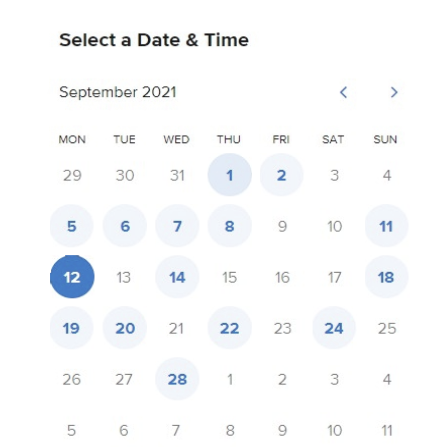 Select a Date & Time
September 2021
MON TUE WED THU FRI SAT SUN
29 30 31 1 2 3 4
5 6 7 8 9 10 11
12 13 14 15 16 17 18
19 20 21 22 23 24 25
26 27 28 1 2 3 4
5 6 7 8 9 10 11